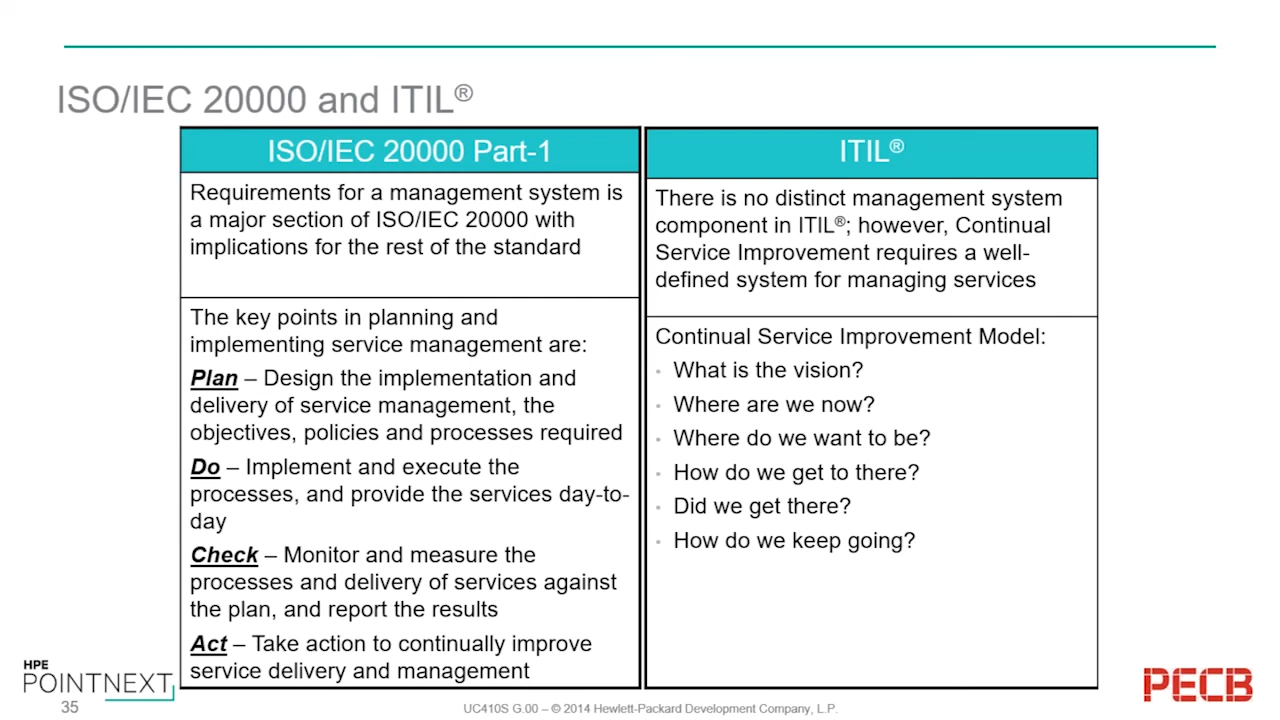 ISO/IEC 20000 and ITIL®
ISO/IEC 20000 Part-1
Requirements for a management system is
a major section of ISO/IEC 20000 with
implications for the rest of the standard
The key points in planning and
implementing service management are:
Plan – Design the implementation and
delivery of service management, the
objectives, policies and processes required
Do – Implement and execute the
processes, and provide the services day-to-
day
Check – Monitor and measure the
processes and delivery of services against
the plan, and report the results
Act – Take action to continually improve
service delivery and management
ITIL®
There is no distinct management system
component in ITIL®; however, Continual
Service Improvement requires a well-
defined system for managing services
Continual Service Improvement Model:
• What is the vision?
• Where are we now?
• Where do we want to be?
• How do we get to there?
• Did we get there?
• How do we keep going?
HPE
POINTNEXT
35
UC410S G.00 – © 2014 Hewlett-Packard Development Company, L.P.
PECB